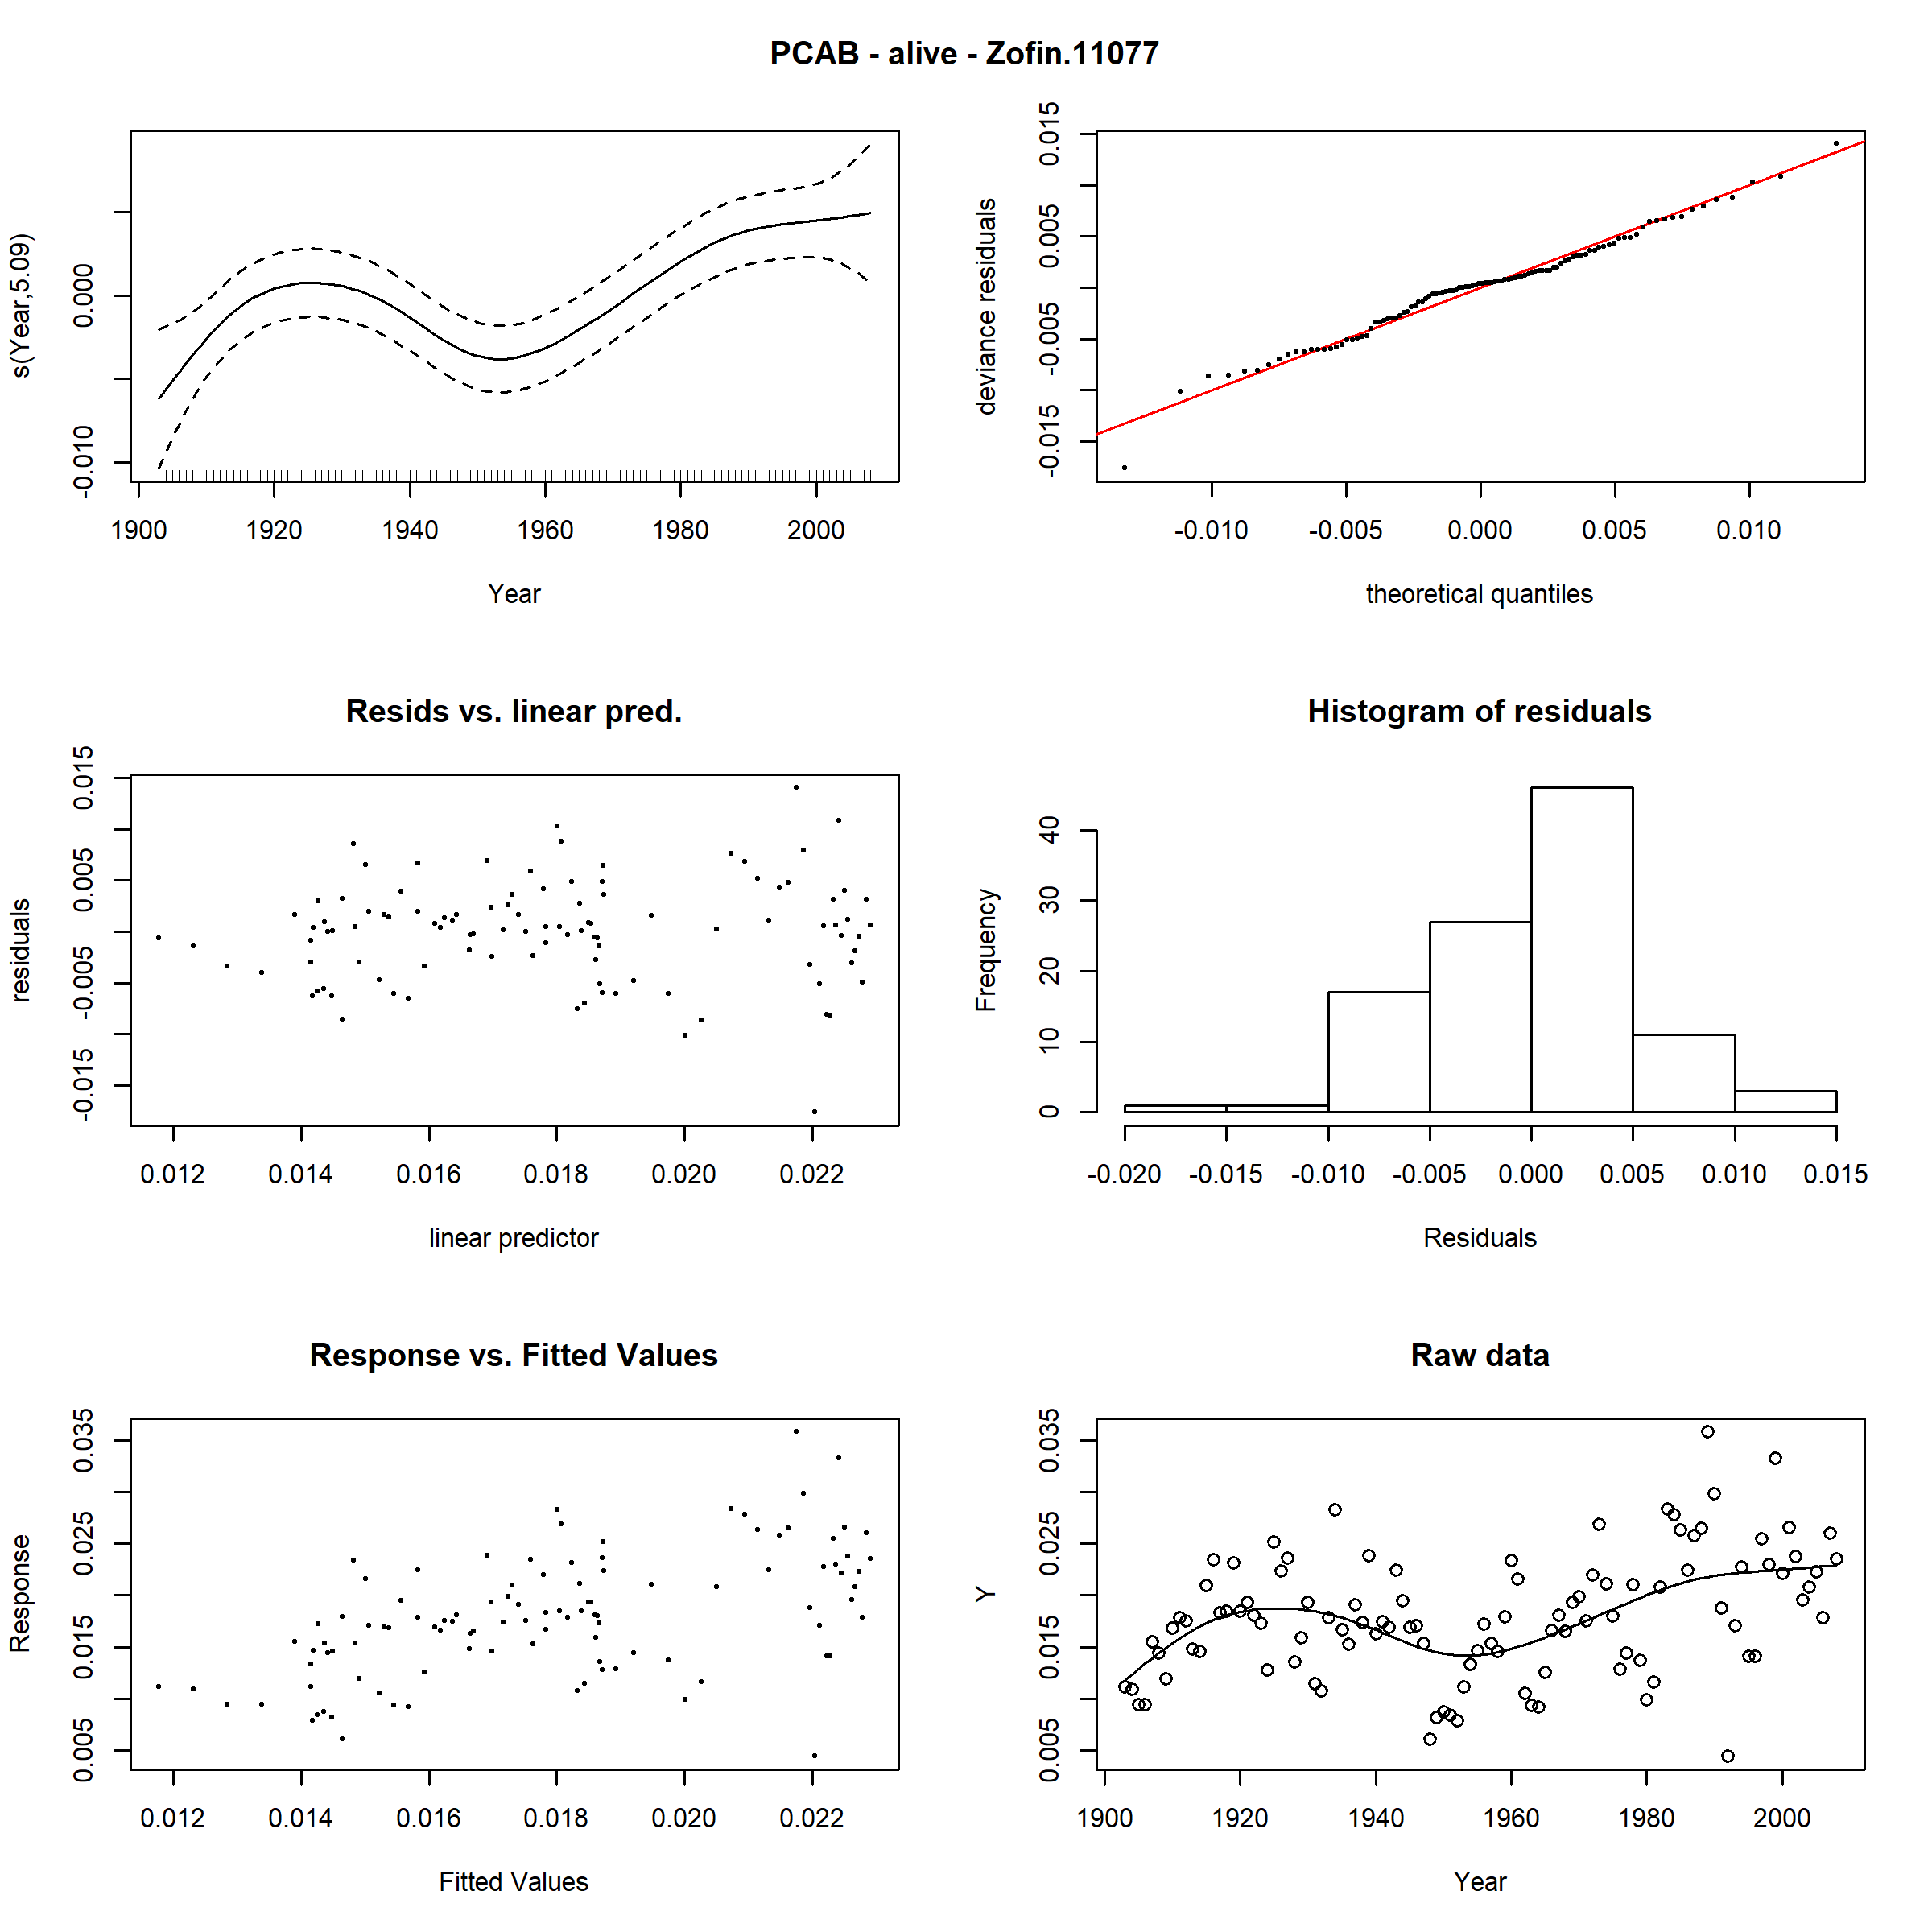 PCAB - alive - Zofin.11077
s(Year,5.09)
0.000
-0.010
1900 1920 1940 1960 1980 2000
Year
deviance residuals
0.015
0.005
-0.005
-0.015
-0.010 -0.005 0.000 0.005 0.010
theoretical quantiles
Resids vs. linear pred.
residuals
0.015
0.005
-0.005
-0.015
0.012 0.014 0.016 0.018 0.020 0.022
linear predictor
Histogram of residuals
Frequency
40
30
20
10
0
-0.020 -0.015 -0.010 -0.005 0.000 0.005 0.010 0.015
Residuals
Response vs. Fitted Values
Response
0.035
0.025
0.015
0.005
0.012 0.014 0.016 0.018 0.020 0.022
Fitted Values
Raw data
Y
0.035
0.025
0.015
0.005
1900 1920 1940 1960 1980 2000
Year